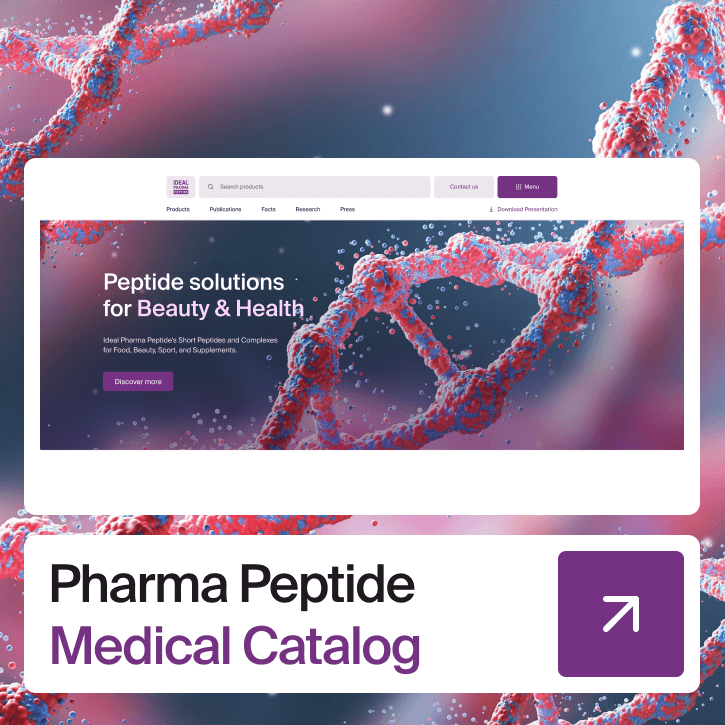 IDEAL
PHARMA
PEPTIDE
Search products
Contact us
Menu
Products
Publications
Facts
Research
Press
Download Presentation
Peptide solutions
for Beauty & Health
Ideal Pharma Peptide's Short Peptides and Complexes
for Food, Beauty, Sport, and Supplements.
Discover more
Pharma Peptide
Medical Catalog